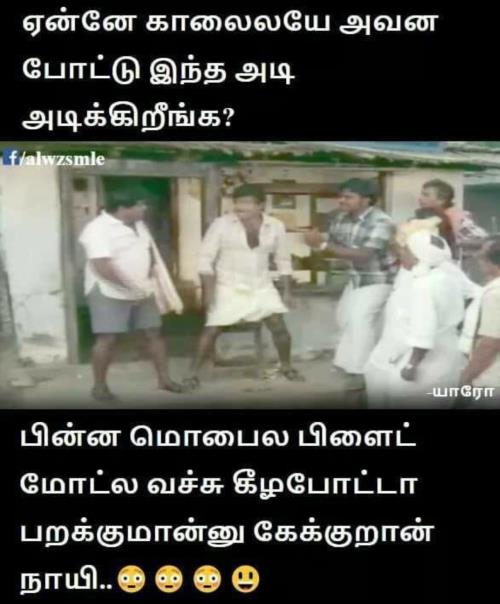 ஏன்னே காலைலயே அவன
போட்டு இந்த அடி
அடிக்கிறீங்க?
f/alwzsmle
-யாரோ
பின்ன மொபைல பிளைட்
மோட்ல வச்சு கீழபோட்டா
பறக்குமான்னு கேக்குறான்
நாயி..😳😳😳😃